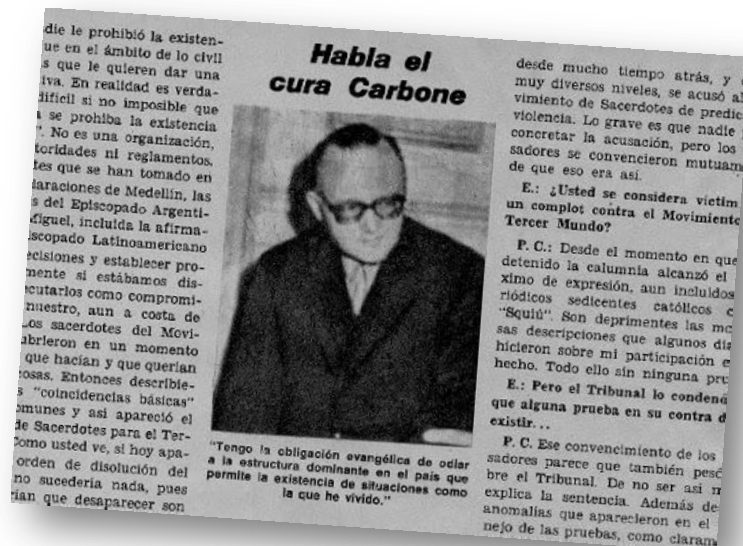 die le prohibió la existen-
ue en el ámbito de lo civil
s que le quieren dar una
iva. En realidad es verda-
difícil si no imposible que
se prohiba la existencia
". No es una organización,
toridades ni reglamentos.
tes que se han tomado en
laraciones de Medellín, las
s del Episcopado Argenti-
Miguel, incluida la afirma-
iscopado Latinoamericano
ecisiones y establecer pro-
mente si estábamos dis-
cutarlos como compromi-
nuestro, aun a costa de
Los sacerdotes del Movi-
ubrieron en un momento
que hacían y que querían
cosas. Entonces describie-
s "coincidencias básicas"
omunes y así apareció el
de Sacerdotes para el Ter-
Como usted ve, si hoy apa-
orden de disolución del
no sucedería nada, pues
rían que desaparecer son
Habla el
cura Carbone
"Tengo la obligación evangélica de odiar
a la estructura dominante en el país que
permite la existencia de situaciones como
la que he vivido."
desde mucho tiempo atrás, y
muy diversos niveles, se acusó al
vimiento de Sacerdotes de predic
violencia. Lo grave es que nadie
concretar la acusación, pero los
sadores se convencieron mutuam
de que eso era así.
E.: ¿Usted se considera víctim
un complot contra el Movimiento
Tercer Mundo?
P. C.: Desde el momento en que
detenido la calumnia alcanzó el
ximo de expresión, aun incluidos
riódicos sedicentes católicos c
"Squiú". Son deprimentes las mo
sas descripciones que algunos día
hicieron sobre mi participación e
hecho. Todo ello sin ninguna pru
E.: Pero el Tribunal lo condenó
que alguna prueba en su contra d
existir...
P. C. Ese convencimiento de los
sadores parece que también pesó
bre el Tribunal. De no ser así n
explica la sentencia. Además de
anomalías que aparecieron en el
nejo de las pruebas, como claram